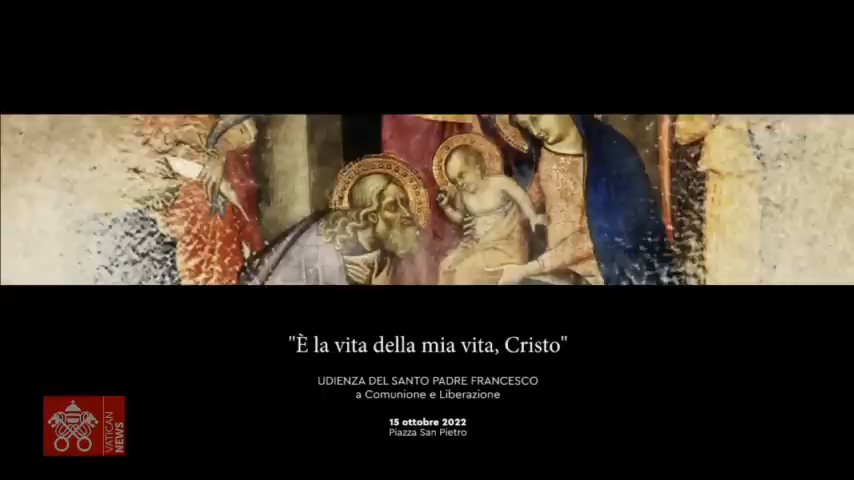 "È la vita della mia vita, Cristo"
UDIENZA DEL SANTO PADRE FRANCESCO
a Comunione e Liberazione
15 ottobre 2022
Piazza San Pietro
VATICAN
NEWS